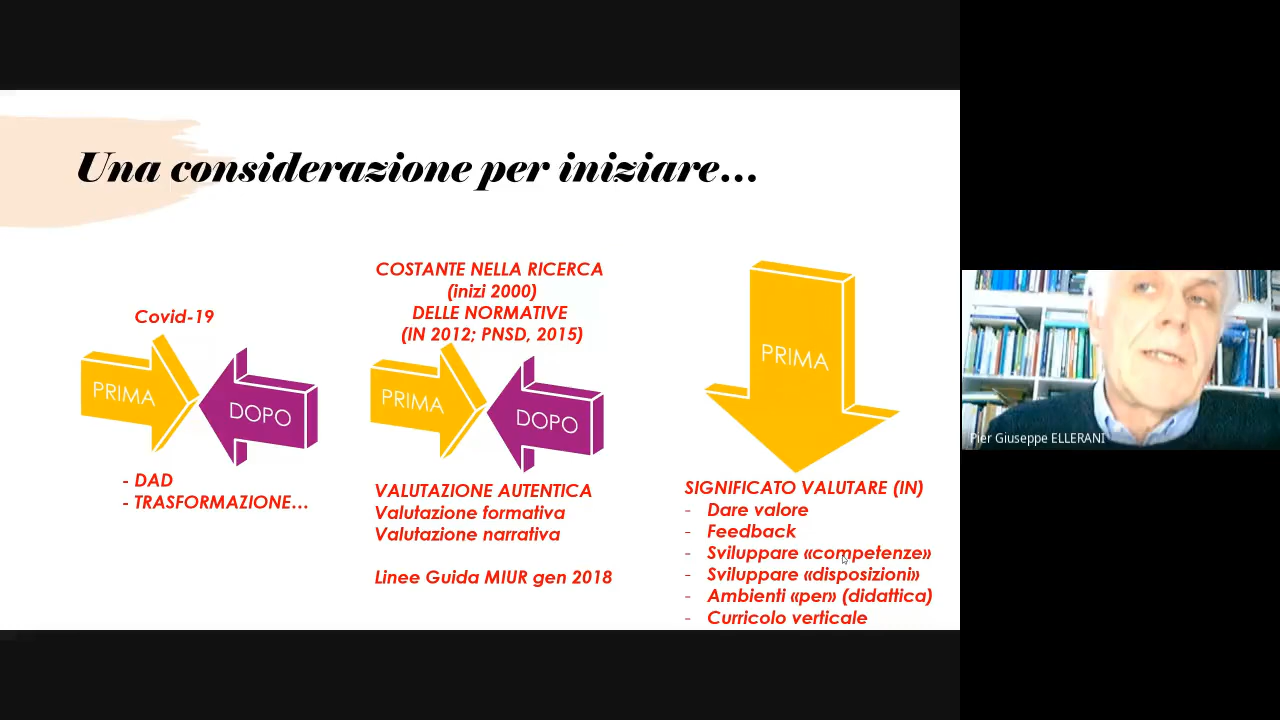 Una considerazione per iniziare...
Covid-19
PRIMA
DOPO
- DAD
- TRASFORMAZIONE...
COSTANTE NELLA RICERCA
(inizi 2000)
DELLE NORMATIVE
(IN 2012; PNSD, 2015)
PRIMA
DOPO
VALUTAZIONE AUTENTICA
Valutazione formativa
Valutazione narrativa
Linee Guida MIUR gen 2018
PRIMA
SIGNIFICATO VALUTARE (IN)
- Dare valore
- Feedback
- Sviluppare «competenze»
- Sviluppare «disposizioni»
- Ambienti «per» (didattica)
- Curricolo verticale
Pier Giuseppe ELLERANI